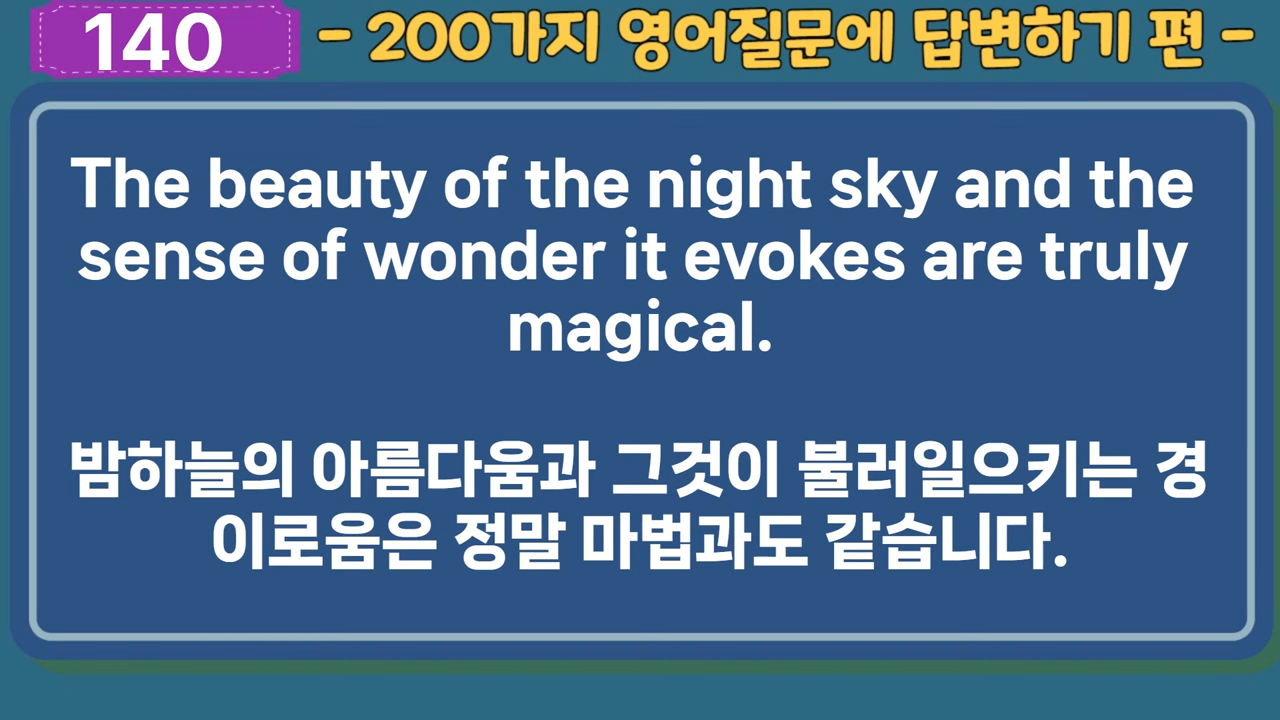 140
- 200가지 영어질문에 답변하기 편 -
The beauty of the night sky and the
sense of wonder it evokes are truly
magical.
밤하늘의 아름다움과 그것이 불러일으키는 경
이로움은 정말 마법과도 같습니다.